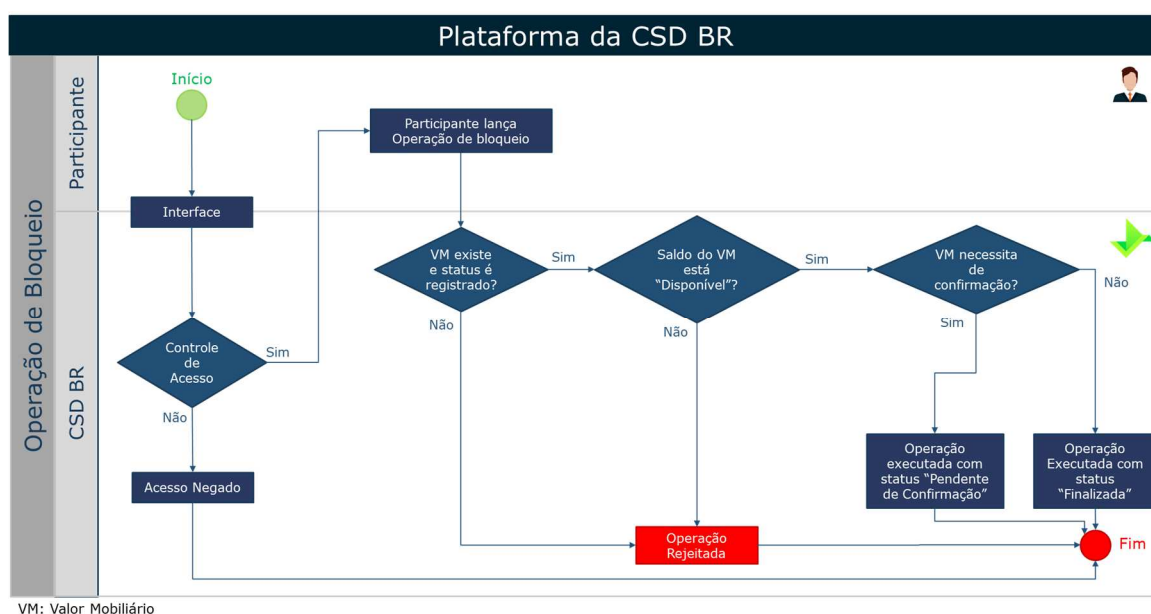 Plataforma da CSD BR
Operação de Bloqueio
Participante
CSD BR
Início
Participante lança
Operação de bloqueio
Interface
VM existe
e status é
registrado?
Sim
Saldo do VM
está
“Disponível”?
Sim
VM necessita
de
confirmação?
Não
Não
Não
Sim
Controle
de
Acesso
Sim
Não
Acesso Negado
Operação
executada com
status “Pendente
de Confirmação”
Operação
Executada com
status
“Finalizada”
Operação
Rejeitada
Fim
VM: Valor Mobiliário